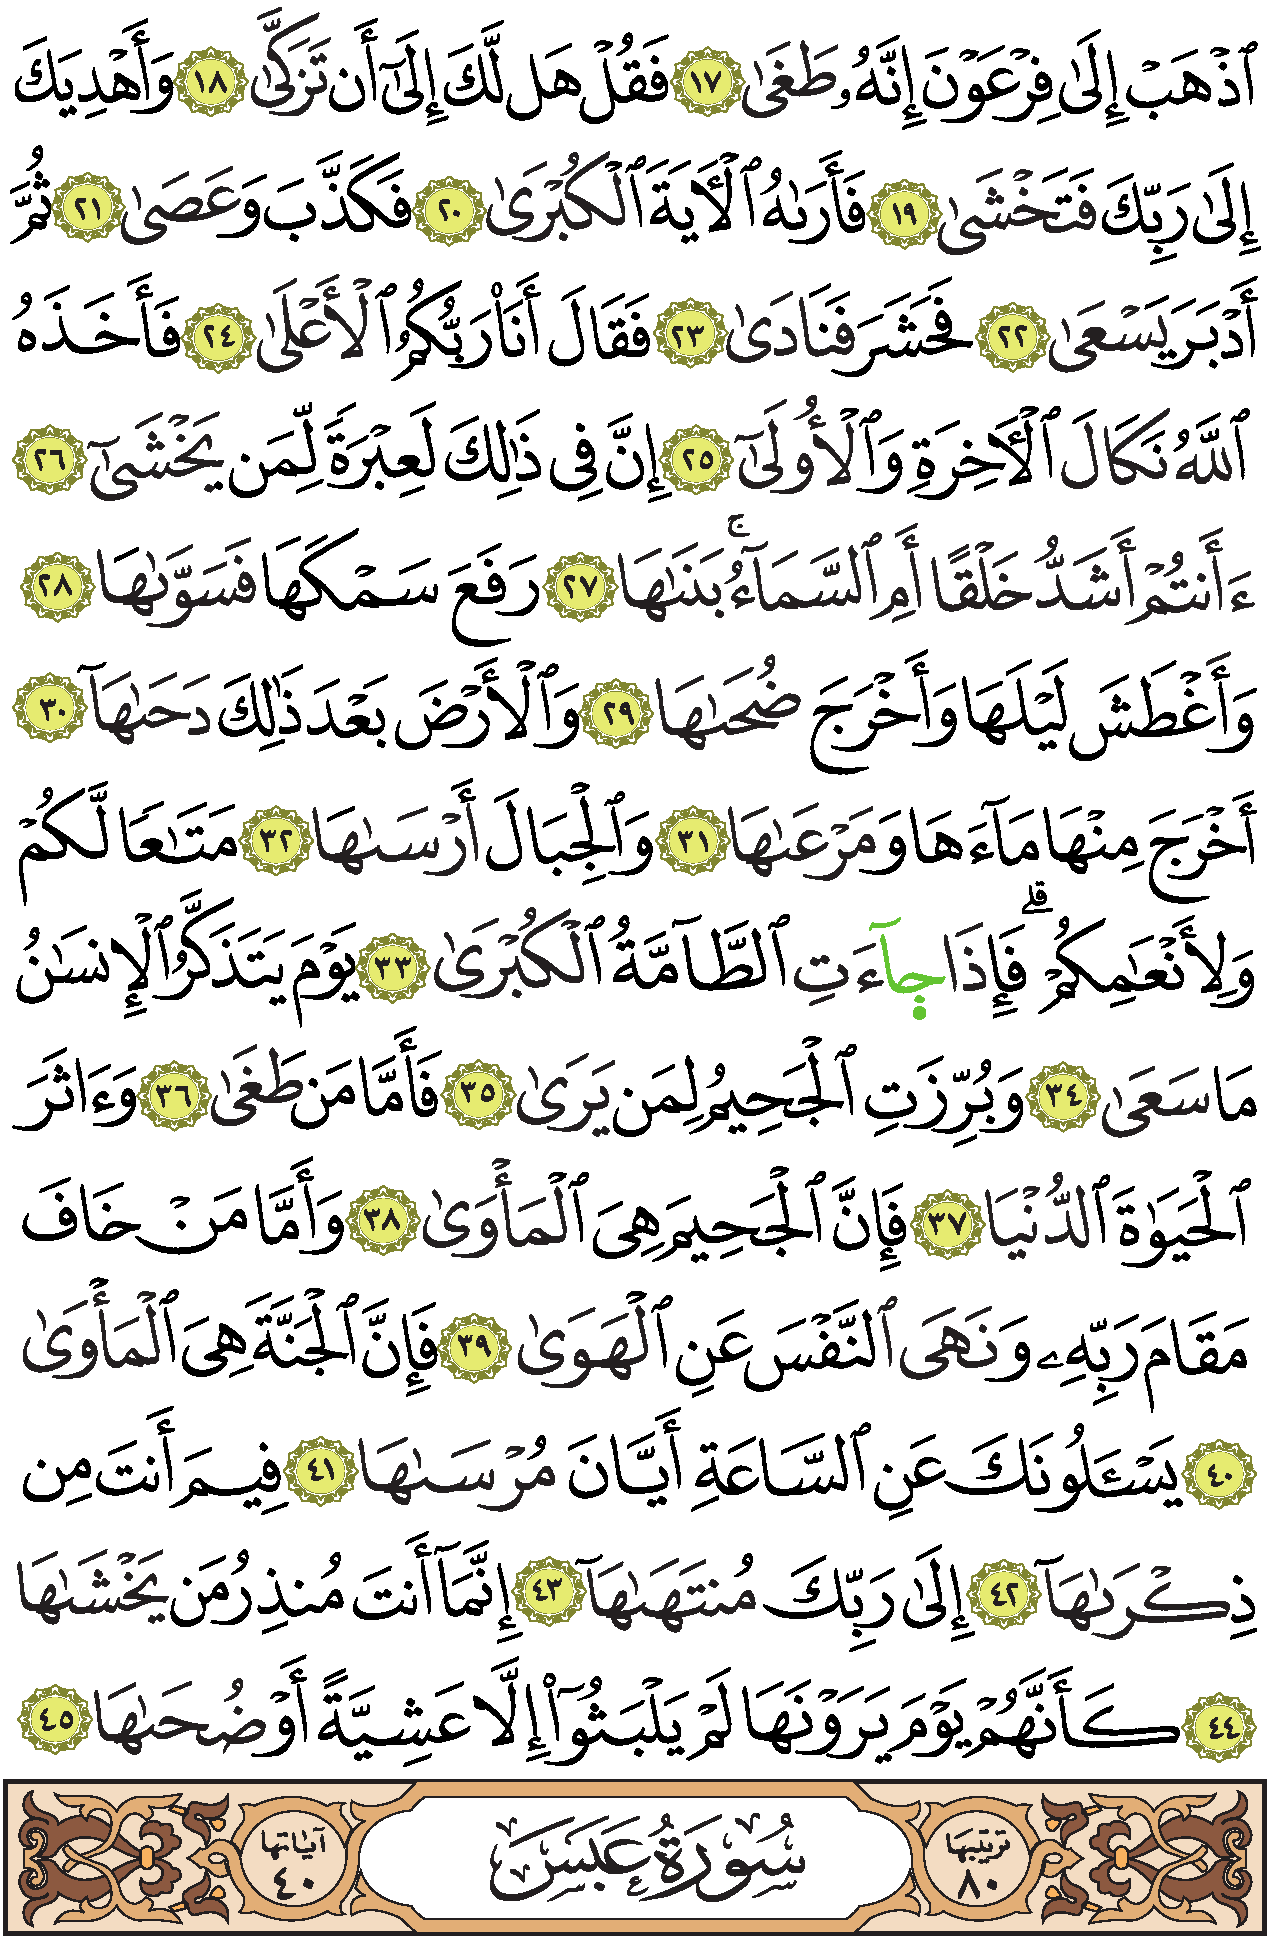 ٱذْهَبْ إِلَىٰ فِرْعَوْنَ إِنَّهُۥ طَغَىٰ ١٧ فَقُلْ هَل لَّكَ إِلَىٰٓ أَن تَزَكَّىٰ ١٨ وَأَهْدِيَكَ
إِلَىٰ رَبِّكَ فَتَخْشَىٰ ١٩ فَأَرَىٰهُ ٱلْأٓيَةَ ٱلْكُبْرَىٰ ٢٠ فَكَذَّبَ وَعَصَىٰ ٢١ ثُمَّ
أَدْبَرَ يَسْعَىٰ ٢٢ فَحَشَرَ فَنَادَىٰ ٢٣ فَقَالَ أَنَا۠ رَبُّكُمُ ٱلْأَعْلَىٰ ٢٤ فَأَخَذَهُ
ٱللَّهُ نَكَالَ ٱلْأٓخِرَةِ وَٱلْأُولَىٰٓ ٢٥ إِنَّ فِى ذَٰلِكَ لَعِبْرَةً لِّمَن يَخْشَىٰٓ ٢٦
ءَأَنتُمْ أَشَدُّ خَلْقًا أَمِ ٱلسَّمَآءُ ۚ بَنَىٰهَا ٢٧ رَفَعَ سَمْكَهَا فَسَوَّىٰهَا ٢٨
وَأَغْطَشَ لَيْلَهَا وَأَخْرَجَ ضُحَىٰهَا ٢٩ وَٱلْأَرْضَ بَعْدَ ذَٰلِكَ دَحَىٰهَآ ٣٠
أَخْرَجَ مِنْهَا مَآءَهَا وَمَرْعَىٰهَا ٣١ وَٱلْجِبَالَ أَرْسَىٰهَا ٣٢ مَتَـٰعًا لَّكُمْ
وَلِأَنْعَـٰمِكُمْ ۖ فَإِذَا جَآءَتِ ٱلطَّآمَّةُ ٱلْكُبْرَىٰ ٣٣ يَوْمَ يَتَذَكَّرُ ٱلْإِنسَـٰنُ
مَا سَعَىٰ ٣٤ وَبُرِّزَتِ ٱلْجَحِيمُ لِمَن يَرَىٰ ٣٥ فَأَمَّا مَن طَغَىٰ ٣٦ وَءَاثَرَ
ٱلْحَيَوٰةَ ٱلدُّنْيَا ٣٧ فَإِنَّ ٱلْجَحِيمَ هِىَ ٱلْمَأْوَىٰ ٣٨ وَأَمَّا مَنْ خَافَ
مَقَامَ رَبِّهِۦ وَنَهَى ٱلنَّفْسَ عَنِ ٱلْهَوَىٰ ٣٩ فَإِنَّ ٱلْجَنَّةَ هِىَ ٱلْمَأْوَىٰ
٤٠ يَسْـَٔلُونَكَ عَنِ ٱلسَّاعَةِ أَيَّانَ مُرْسَىٰهَا ٤١ فِيمَ أَنتَ مِن
ذِكْرَىٰهَآ ٤٢ إِلَىٰ رَبِّكَ مُنتَهَىٰهَآ ٤٣ إِنَّمَآ أَنتَ مُنذِرُ مَن يَخْشَىٰهَا
٤٤ كَأَنَّهُمْ يَوْمَ يَرَوْنَهَا لَمْ يَلْبَثُوٓا۟ إِلَّا عَشِيَّةً أَوْ ضُحَىٰهَا ٤٥
ترتيبها ٨٠ سُورَةُ عَبَسَ آياتها ٤٠